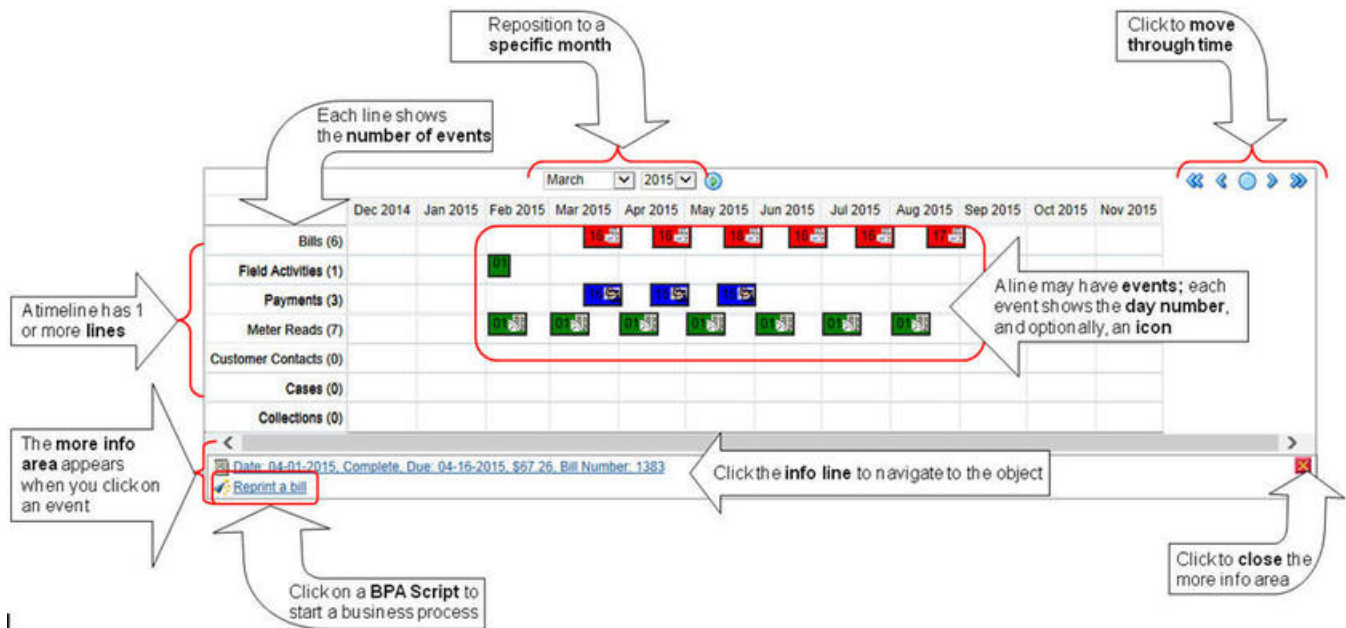 Reposition to a
specific month
Click to move
through time
Each line shows
the number of events
March 2015
Dec 2014 Jan 2015 Feb 2015 Mar 2015 Apr 2015 May 2015 Jun 2015 Jul 2015 Aug 2015 Sep 2015 Oct 2015 Nov 2015
Bills (6) 16 16 18 16 16 17
Field Activities (1) 01
Payments (3) 15 15
Meter Reads (7) 01 01 01 01 01 01 01
Customer Contacts (0)
Cases (0)
Collections (0)
A timeline has 1
or more lines
A line may have events; each
event shows the day number,
and optionally, an icon
The more info
area appears
when you click on
an event
Date: 04-01-2015, Complete, Due: 04-16-2015, $67.26, Bill Number: 1383
Reprint a bill
Click the info line to navigate to the object
Click on a BPA Script to
start a business process
Click to close the
more info area